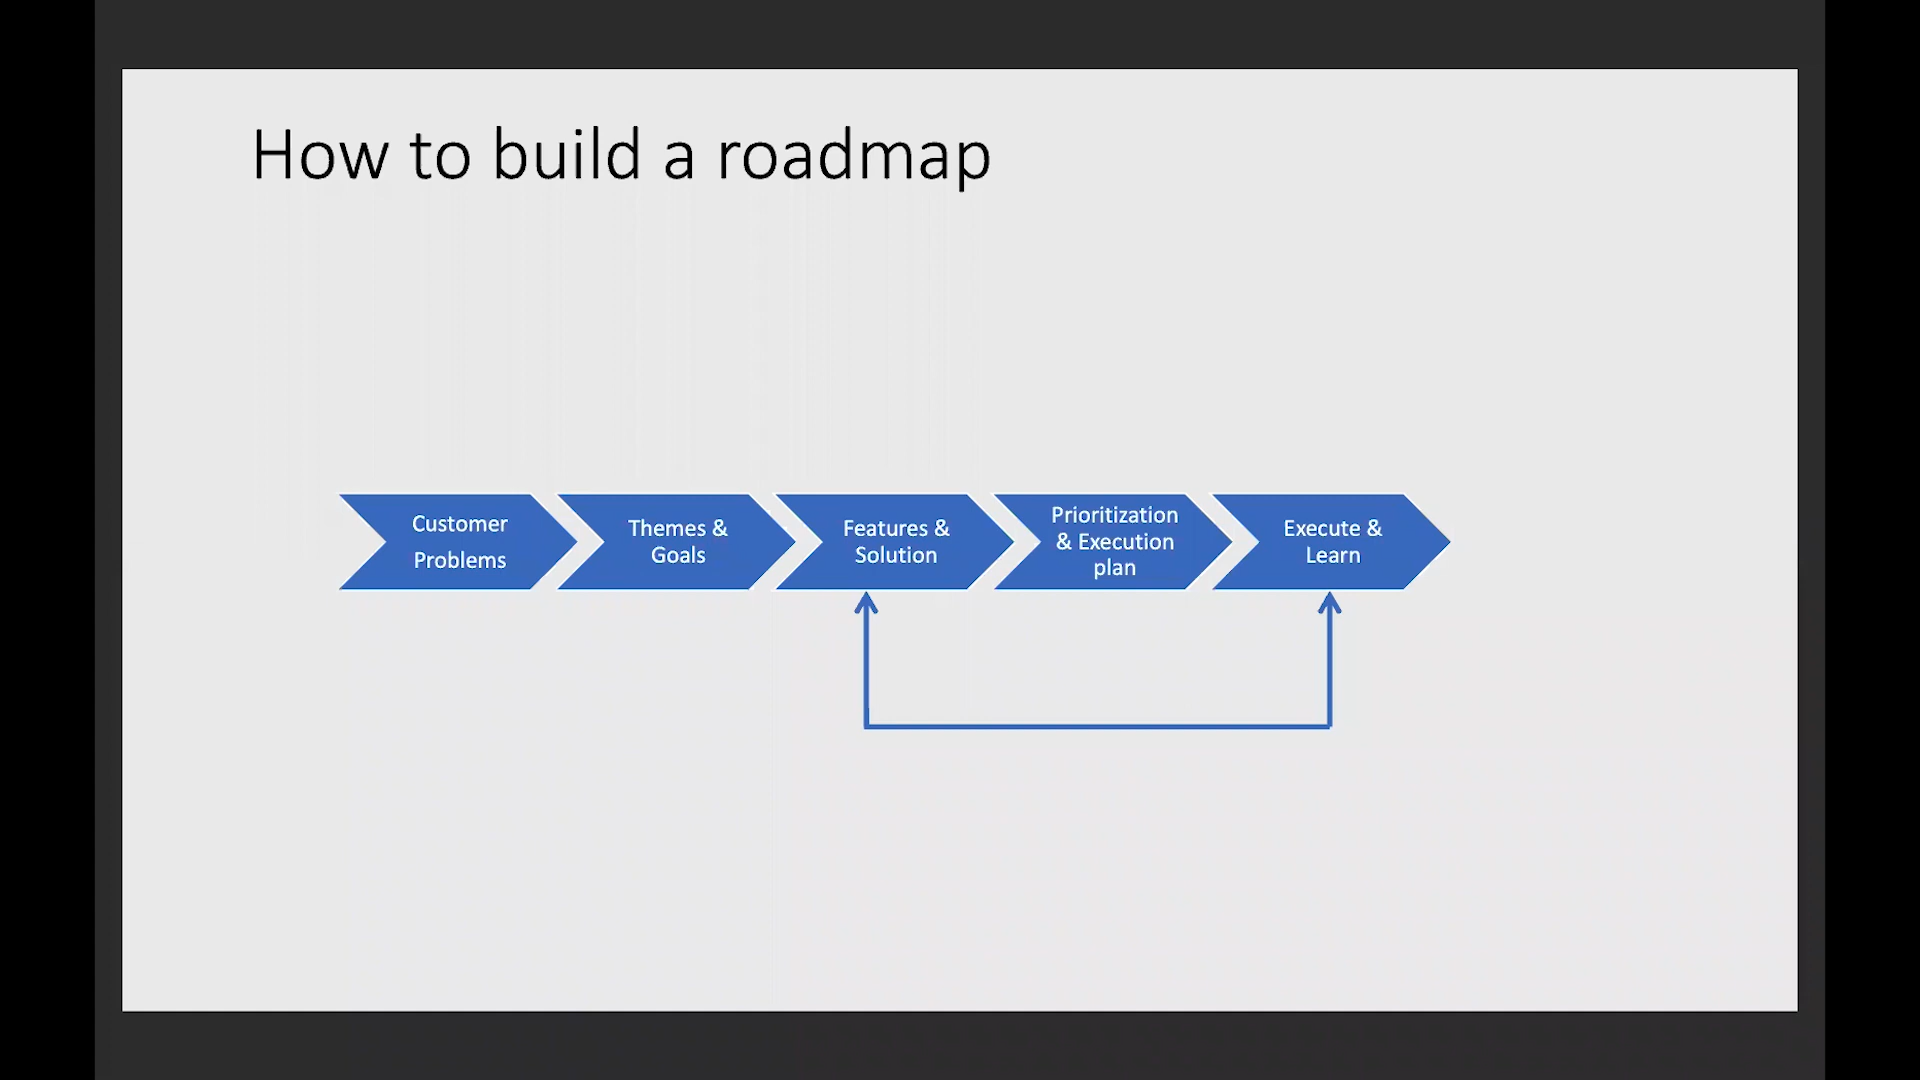 How to build a roadmap
Customer
Problems
Themes &
Goals
Features &
Solution
Prioritization
& Execution
plan
Execute &
Learn